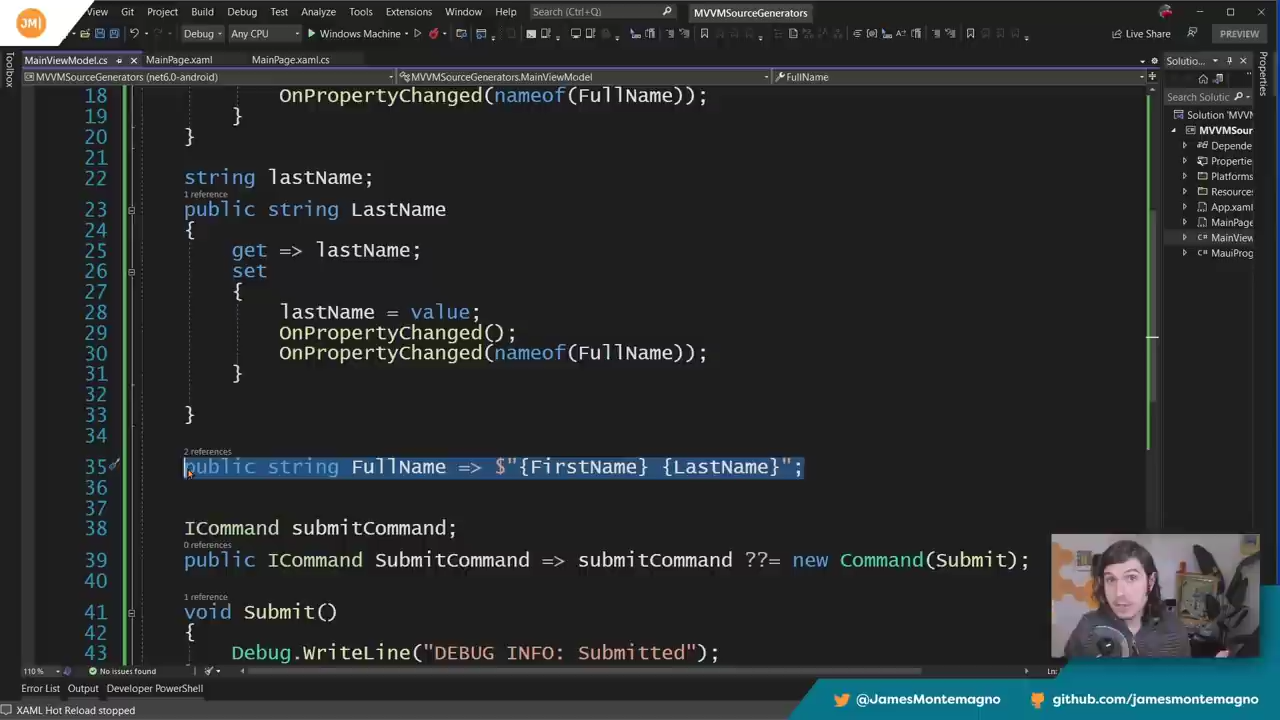 JM
View
Git
Project
Build
Debug
Test
Analyze
Tools
Extensions
Window
Help
Search (Ctrl+Q)
MVVMSourceGenerators
Debug
Any CPU
Windows Machine
Live Share
PREVIEW
Toolbox
MainViewModel.cs
MainPage.xaml
MainPage.xaml.cs
Solutio...
Properties
MVVMSourceGenerators (net6.0-android)
MVVMSourceGenerators.MainViewModel
FullName
Search Solutic
Solution 'MVVN
MVVMSour
Depende
Propertie
Platforms
Resource
App.xaml
MainPage
MainView
MauiProg
18 OnPropertyChanged(nameof(FullName));
19 }
20 }
21
22 string lastName;
1 reference
23 public string LastName
24 {
25 get => lastName;
26 set
27 {
28 lastName = value;
29 OnPropertyChanged();
30 OnPropertyChanged(nameof(FullName));
31 }
32
33 }
34
2 references
35 public string FullName => $"{FirstName} {LastName}";
36
37
38 ICommand submitCommand;
0 references
39 public ICommand SubmitCommand => submitCommand ??= new Command(Submit);
40
1 reference
41 void Submit()
42 {
43 Debug.WriteLine("DEBUG INFO: Submitted");
110 %
No issues found
Ln:
Error List
Output
Developer PowerShell
XAML Hot Reload stopped
@JamesMontemagno
github.com/jamesmontemagno